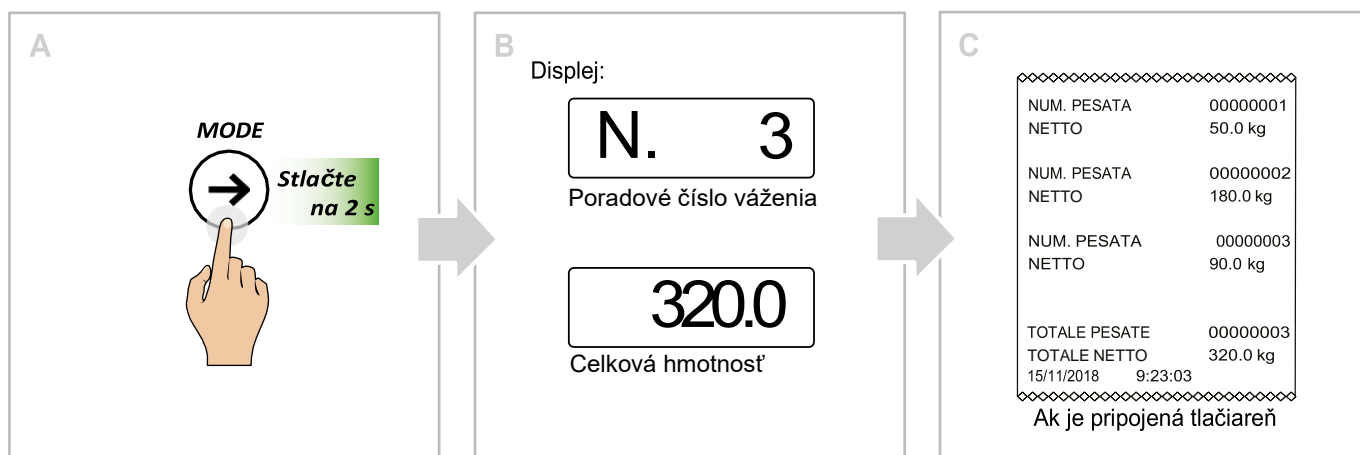 A
MODE
Stlačte
na 2 s
B
Displej:
N. 3
Poradové číslo váženia
320.0
Celková hmotnosť
C
NUM. PESATA 00000001
NETTO 50.0 kg
NUM. PESATA 00000002
NETTO 180.0 kg
NUM. PESATA 00000003
NETTO 90.0 kg
TOTALE PESATE 00000003
TOTALE NETTO 320.0 kg
15/11/2018 9:23:03
Ak je pripojená tlačiareň